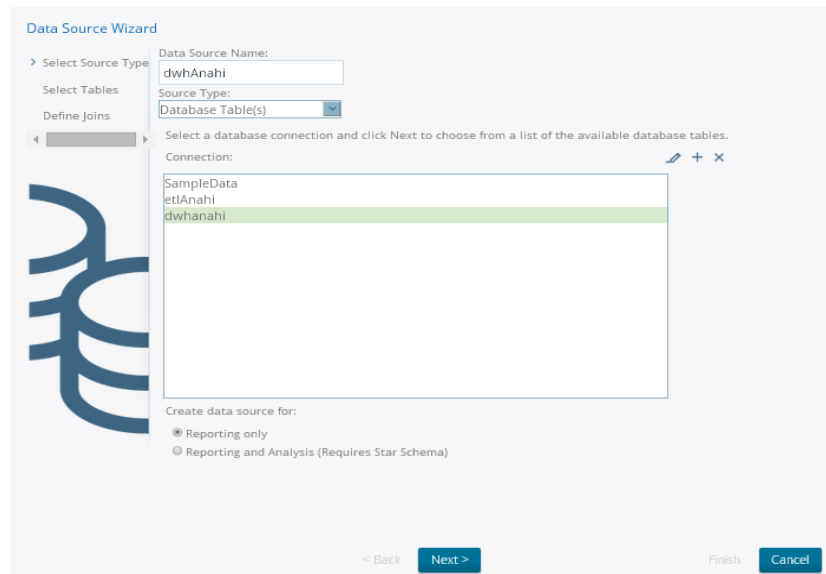 Data Source Wizard
Select Source Type
Select Tables
Define Joins
Data Source Name:
dwhAnahi
Source Type:
Database Table(s)
Select a database connection and click Next to choose from a list of the available database tables.
Connection:
SampleData
etlAnahi
dwhanahi
Create data source for:
Reporting only
Reporting and Analysis (Requires Star Schema)
< Back
Next >
Finish
Cancel